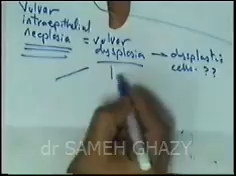 Vulvar
intraepithelial
neoplasia = vulvar
dysplasia → dysplastic
cells ??
dr SAMEH GHAZY